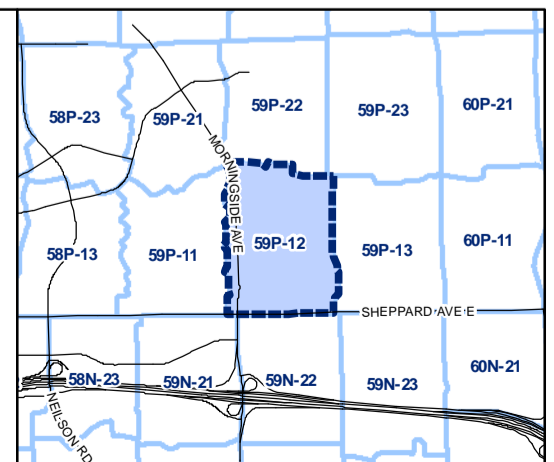 59P-22
59P-23
60P-21
58P-23
59P-21
MORNINGSIDE AVE
59P-12
58P-13
59P-11
59P-13
60P-11
SHEPPARD AVE E
58N-23
59N-21
59N-22
59N-23
60N-21
NEILSON RD